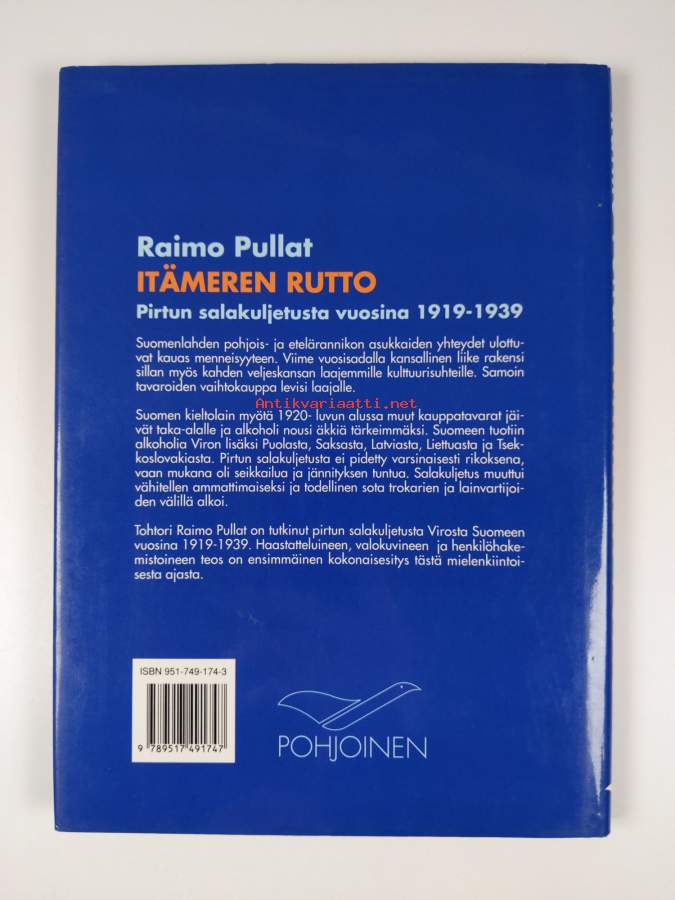 Raimo Pullat
ITÄMEREN RUTTO
Pirtun salakuljetusta vuosina 1919-1939
Suomenlahden pohjois- ja etelärannikon asukkaiden yhteydet ulottu-
vat kauas menneisyyteen. Viime vuosisadalla kansallinen liike rakensi
sillan myös kahden veljeskansan laajemmille kulttuurisuhteille. Samoin
tavaroiden vaihtokauppa levisi laajalle.
Antikvariaatti.net
Suomen kieltolain myötä 1920- luvun alussa muut kauppatavarat jäi-
vät taka-alalle ja alkoholi nousi äkkiä tärkeimmäksi. Suomeen tuotiin
alkoholia Viron lisäksi Puolasta, Saksasta, Latviasta, Liettuasta ja Tsek-
koslovakiasta. Pirtun salakuljetusta ei pidetty varsinaisesti rikoksena,
vaan mukana oli seikkailua ja jännityksen tuntua. Salakuljetus muuttui
vähitellen ammattimaiseksi ja todellinen sota trokarien ja lainvartijoi-
den välillä alkoi.
Tohtori Raimo Pullat on tutkinut pirtun salakuljetusta Virosta Suomeen
vuosina 1919-1939. Haastatteluineen, valokuvineen ja henkilöhake-
mistoineen teos on ensimmäinen kokonaisesitys tästä mielenkiintoi-
sesta ajasta.
ISBN 951-749-174-3
9 789517 491747
POHJOINEN